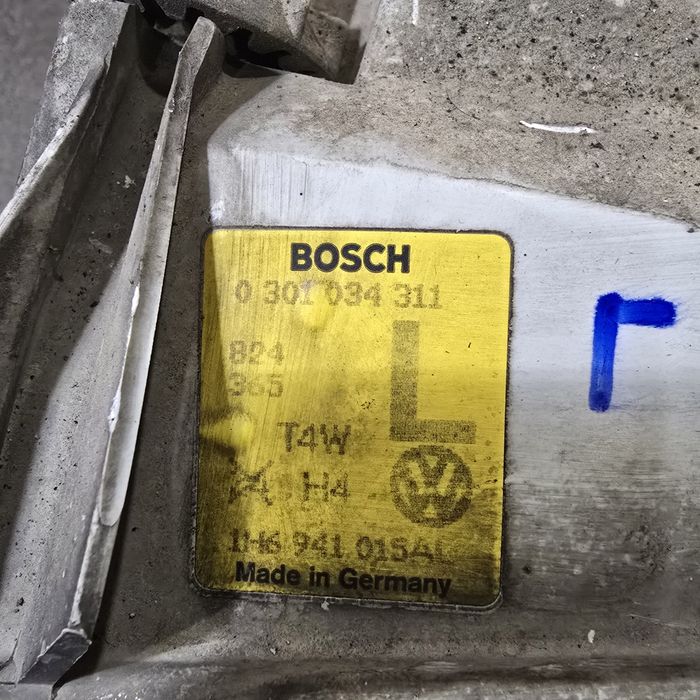 BOSCH
0 301 034 311
L
824
365
T4W
H4
1H6 941 015AL
Made in Germany
Г